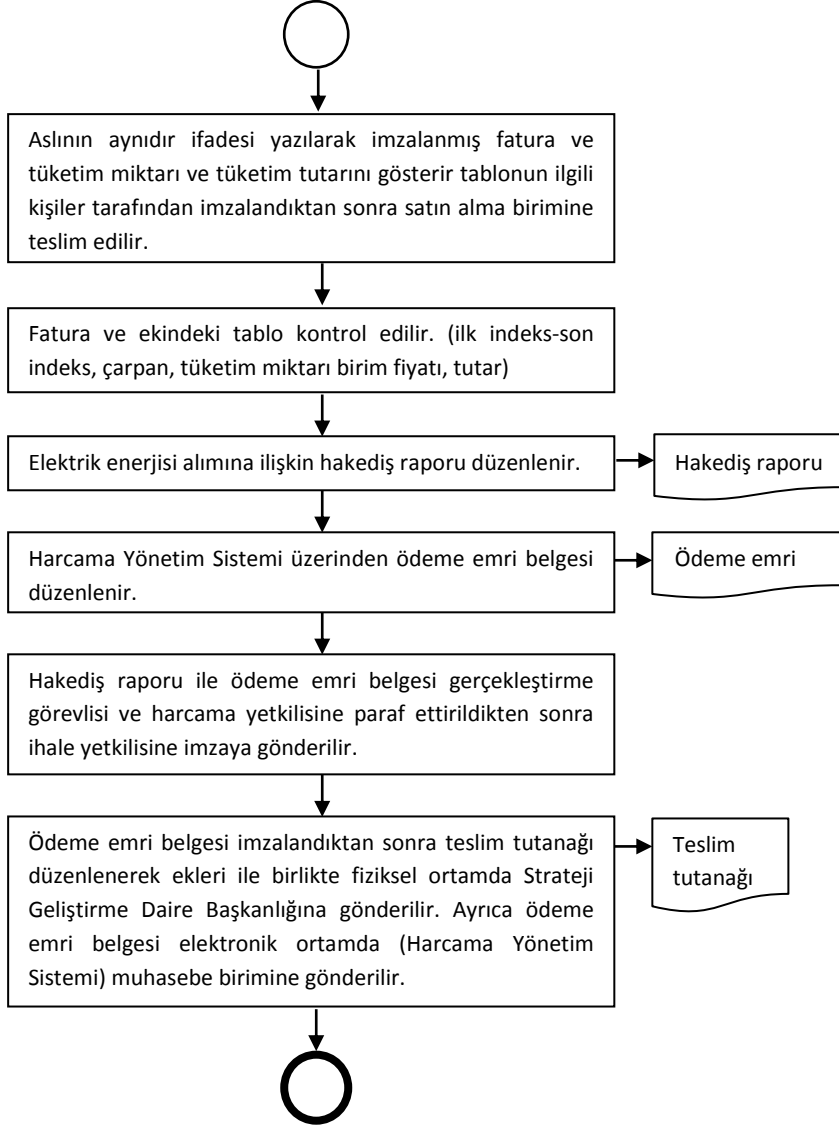 Aslının aynıdır ifadesi yazılarak imzalanmış fatura ve
tüketim miktarı ve tüketim tutarını gösterir tablonun ilgili
kişiler tarafından imzalandıktan sonra satın alma birimine
teslim edilir.
Fatura ve ekindeki tablo kontrol edilir. (ilk indeks-son
indeks, çarpan, tüketim miktarı birim fiyatı, tutar)
Elektrik enerjisi alımına ilişkin hakediş raporu düzenlenir.
Hakediş raporu
Harcama Yönetim Sistemi üzerinden ödeme emri belgesi
düzenlenir.
Ödeme emri
Hakediş raporu ile ödeme emri belgesi gerçekleştirme
görevlisi ve harcama yetkilisine paraf ettirildikten sonra
ihale yetkilisine imzaya gönderilir.
Ödeme emri belgesi imzalandıktan sonra teslim tutanağı
düzenlenerek ekleri ile birlikte fiziksel ortamda Strateji
Geliştirme Daire Başkanlığına gönderilir. Ayrıca ödeme
emri belgesi elektronik ortamda (Harcama Yönetim
Sistemi) muhasebe birimine gönderilir.
Teslim
tutanağı